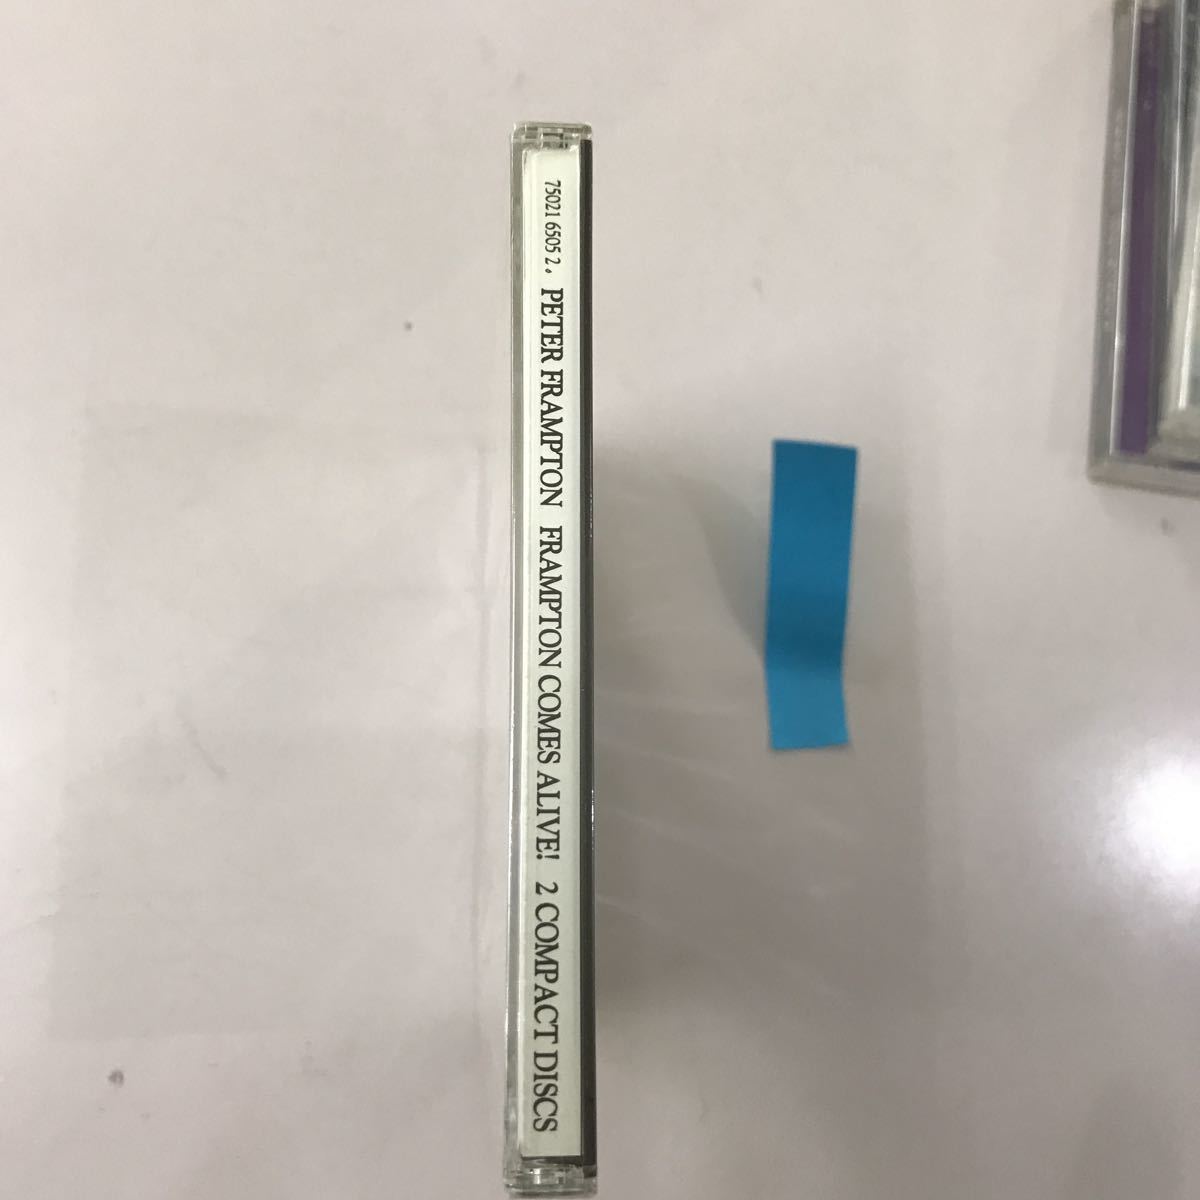 75021 6505 2. PETER FRAMPTON FRAMPTON COMES ALIVE! 2 COMPACT DISCS